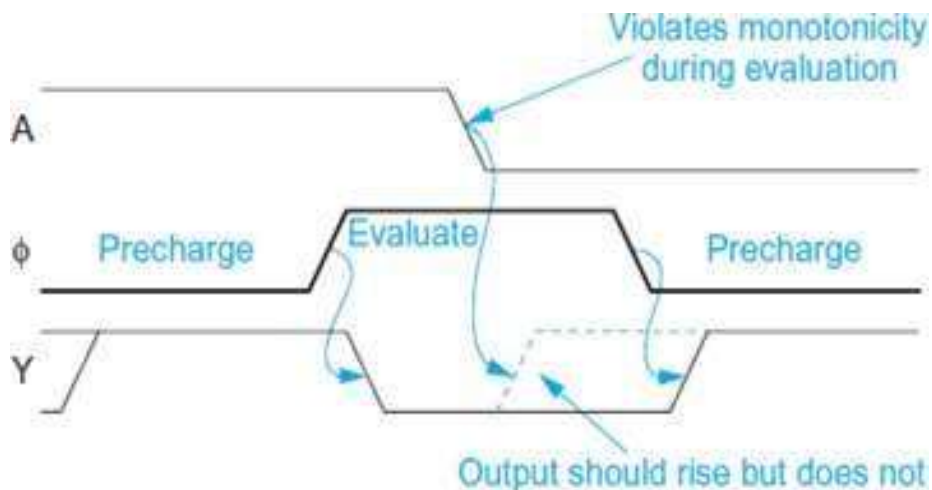 Violates monotonicity
during evaluation
A
ϕ
Precharge
Evaluate
Precharge
Y
Output should rise but does not